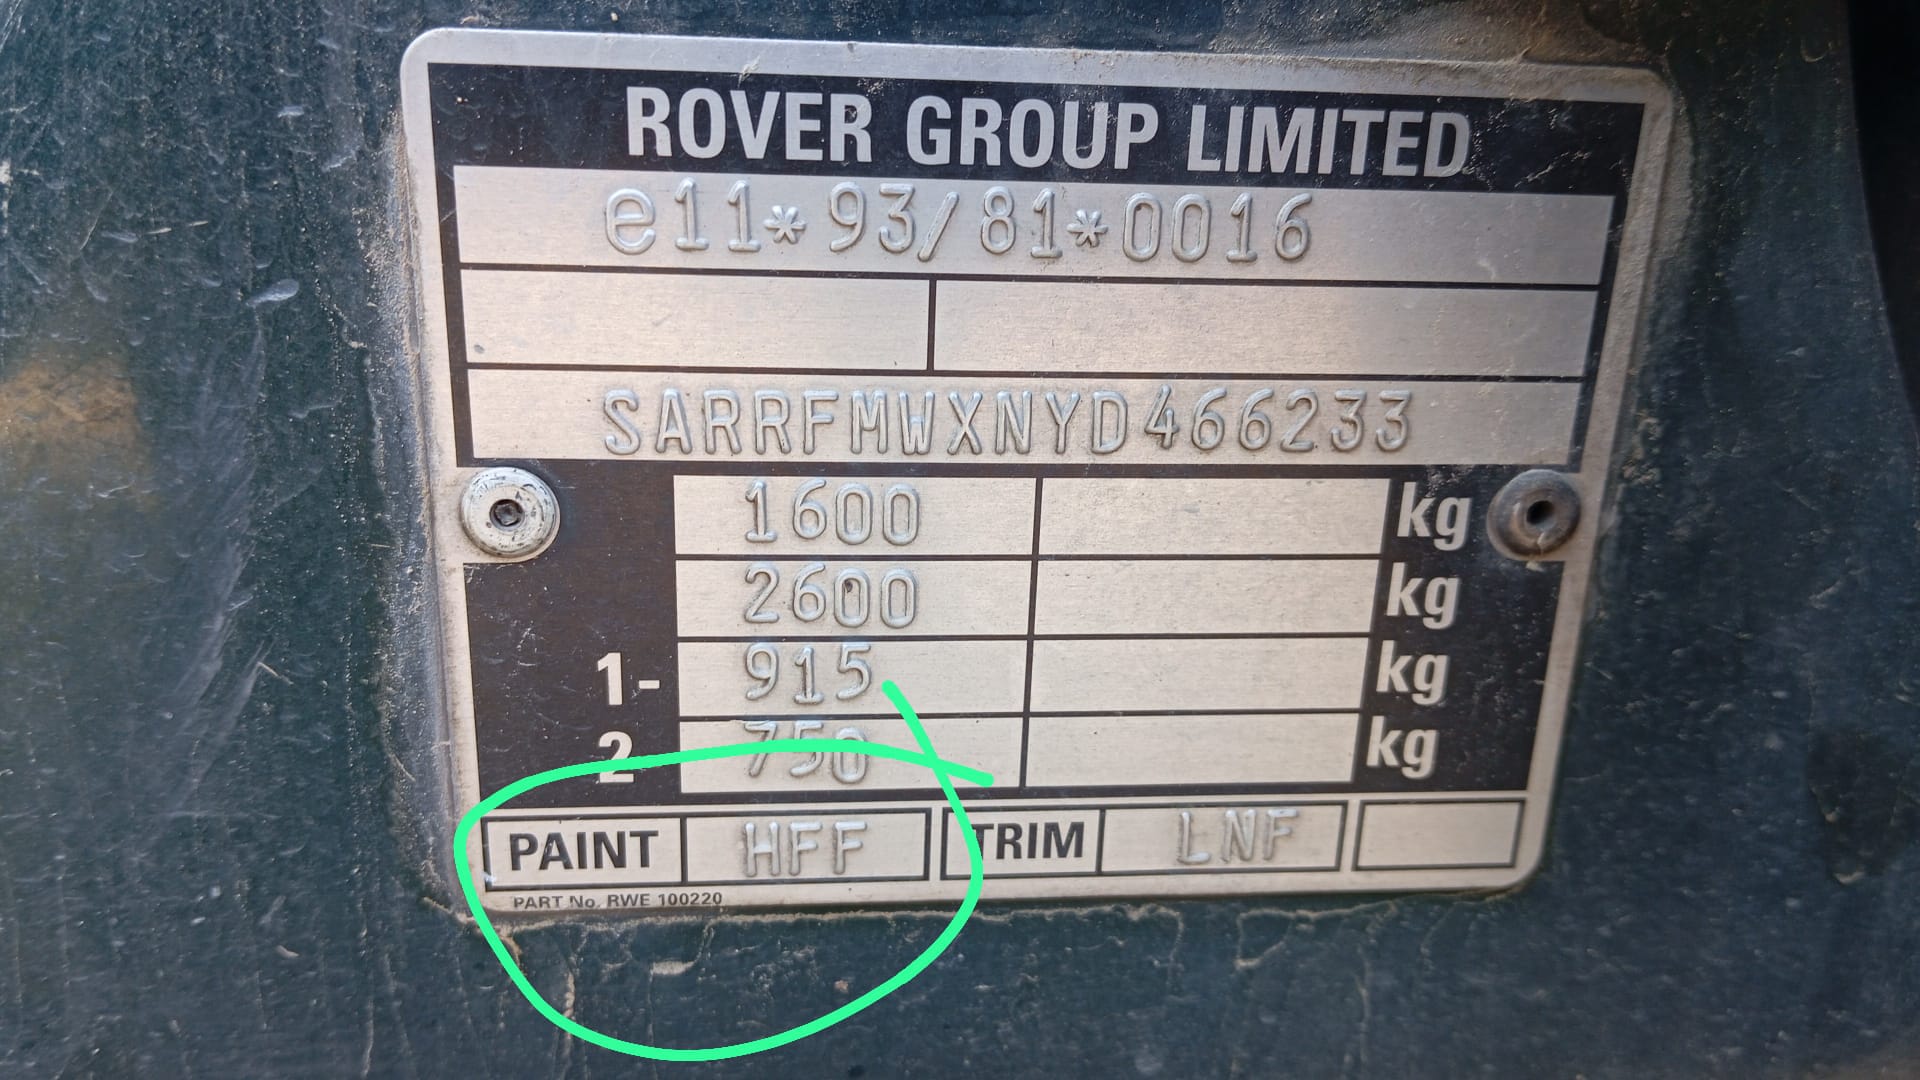 ROVER GROUP LIMITED
e11*93/81*0016
SARRFMWXNYD466233
1600 kg
2600 kg
1- 915 kg
2 750 kg
PAINT HFF TRIM LNF
PART No. RWE 100220